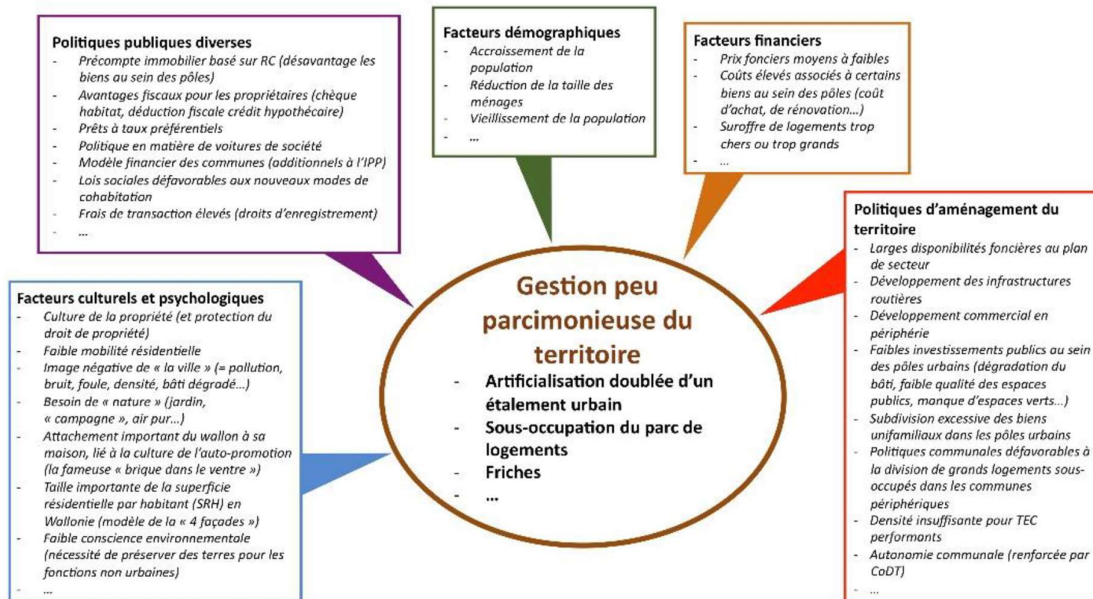 Politiques publiques diverses
- Précompte immobilier basé sur RC (désavantage les
biens au sein des pôles)
- Avantages fiscaux pour les propriétaires (chèque
habitat, déduction fiscale crédit hypothécaire)
- Prêts à taux préférentiels
- Politique en matière de voitures de société
- Modèle financier des communes (additionnels à l'IPP)
- Lois sociales défavorables aux nouveaux modes de
cohabitation
- Frais de transaction élevés (droits d'enregistrement)
- ...
Facteurs démographiques
- Accroissement de la
population
- Réduction de la taille des
ménages
- Vieillissement de la population
- ...
Facteurs financiers
- Prix fonciers moyens à faibles
- Coûts élevés associés à certains
biens au sein des pôles (coût
d'achat, de rénovation...)
- Suroffre de logements trop
chers ou trop grands
- ...
Facteurs culturels et psychologiques
- Culture de la propriété (et protection du
droit de propriété)
- Faible mobilité résidentielle
- Image négative de « la ville » (= pollution,
bruit, foule, densité, bâti dégradé...)
- Besoin de « nature » (jardin,
« campagne », air pur...)
- Attachement important du wallon à sa
maison, lié à la culture de l'auto-promotion
(la fameuse « brique dans le ventre »)
- Taille importante de la superficie
résidentielle par habitant (SRH) en
Wallonie (modèle de la « 4 façades »)
- Faible conscience environnementale
(nécessité de préserver des terres pour les
fonctions non urbaines)
- ...
Gestion peu
parcimonieuse du
territoire
- Artificialisation doublée d'un
étalement urbain
- Sous-occupation du parc de
logements
- Friches
- ...
Politiques d'aménagement du
territoire
- Larges disponibilités foncières au plan
de secteur
- Développement des infrastructures
routières
- Développement commercial en
périphérie
- Faibles investissements publics au sein
des pôles urbains (dégradation du
bâti, faible qualité des espaces
publics, manque d'espaces verts...)
- Subdivision excessive des biens
unifamiliaux dans les pôles urbains
- Politiques communales défavorables à
la division de grands logements sous-
occupés dans les communes
périphériques
- Densité insuffisante pour TEC
performants
- Autonomie communale (renforcée par
CoDT)
- ...